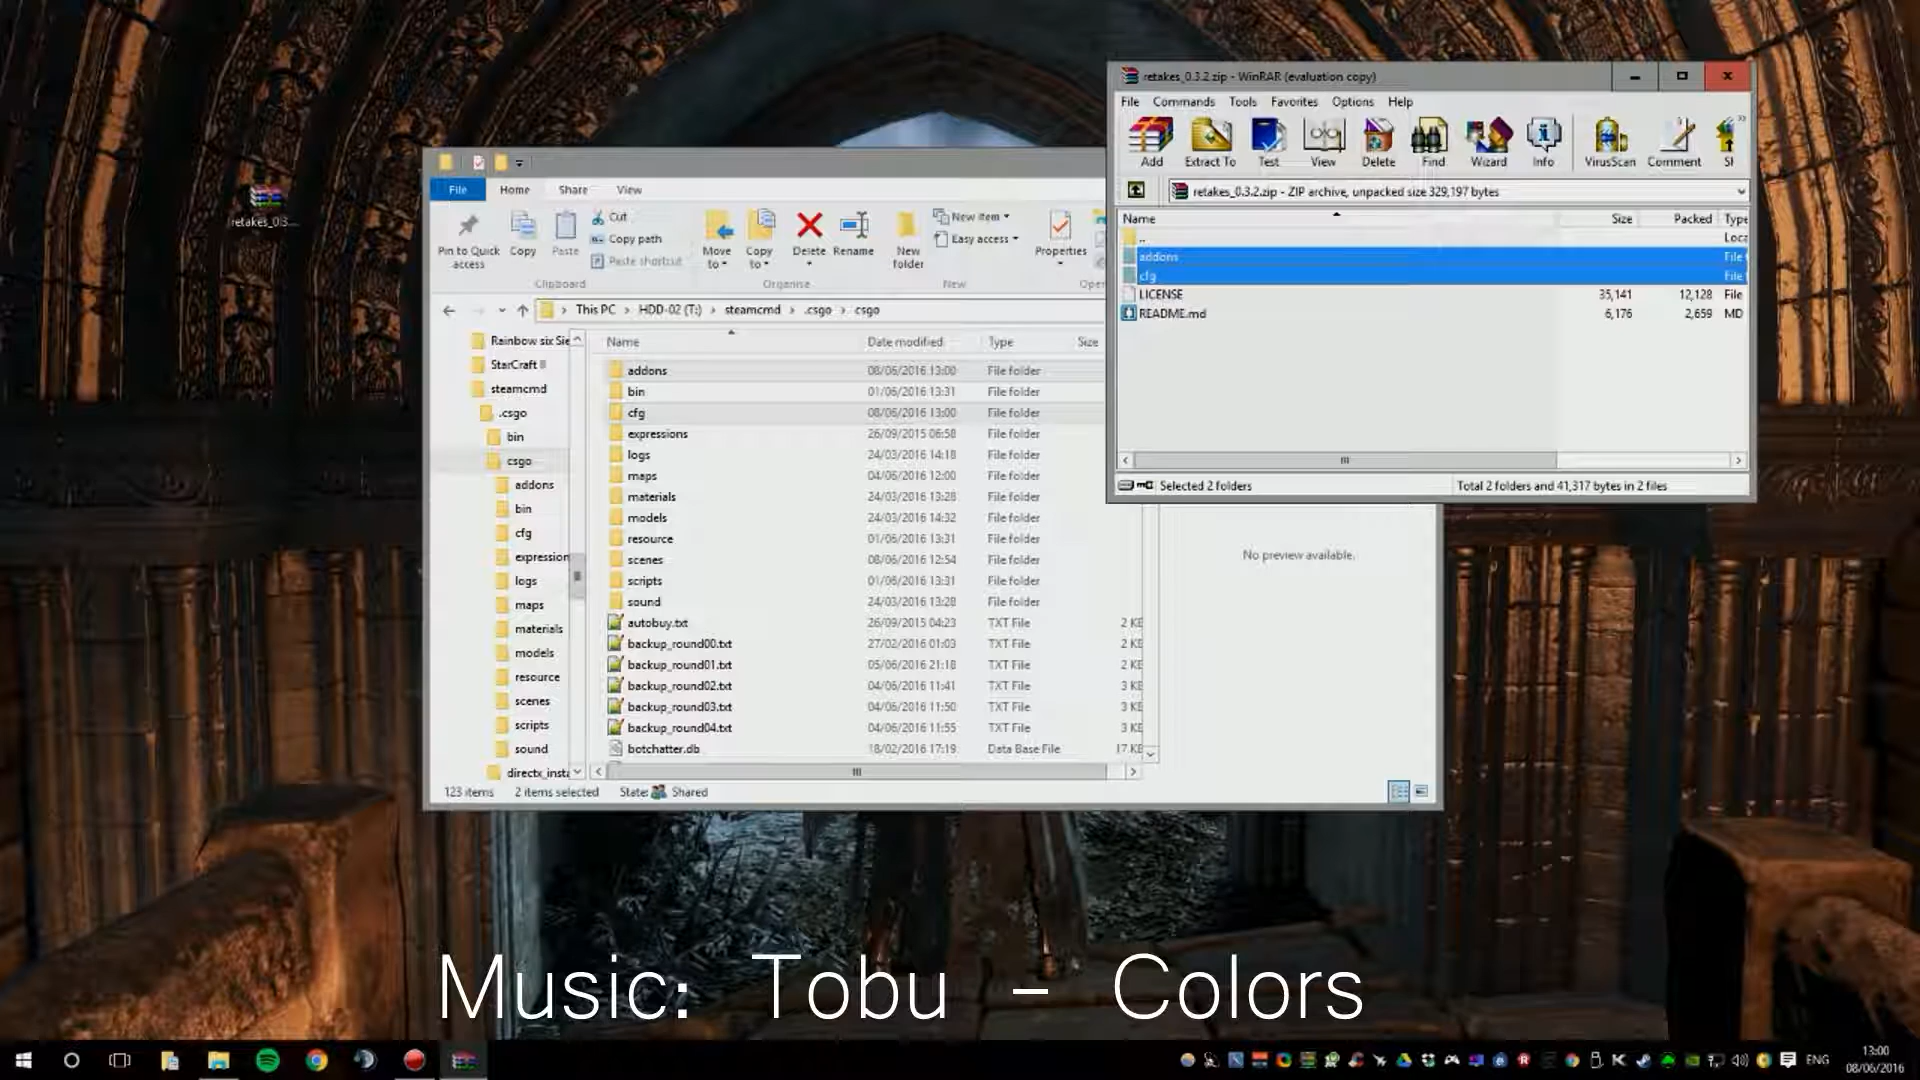 retakes_0.3.2.zip - WinRAR (evaluation copy)
File Commands Tools Favorites Options Help
Add Extract To Test View Delete Find Wizard Info VirusScan Comment
retakes_0.3.2.zip - ZIP archive, unpacked size 329,197 bytes
Name Size Packed Type
..
addons File
cfg File
LICENSE 35,141 12,128 File
README.md 6,176 2,659 MD
Selected 2 folders Total 2 folders and 41,317 bytes in 2 files
retakes_0.3...
File Home Share View
Pin to Quick access
Copy
Paste
Cut
Copy path
Paste shortcut
Move to
Copy to
Delete
Rename
New folder
New item
Easy access
Properties
Clipboard Organise New
This PC > HDD-02 (T:) > steamcmd > .csgo > csgo
Rainbow six Sie
StarCraft II
steamcmd
.csgo
bin
csgo
addons
bin
cfg
expression
logs
maps
materials
models
resource
scenes
scripts
sound
directx_insta
Name Date modified Type Size
addons 08/06/2016 13:00 File folder
bin 01/06/2016 13:31 File folder
cfg 08/06/2016 13:00 File folder
expressions 26/09/2015 06:58 File folder
logs 24/03/2016 14:18 File folder
maps 04/06/2016 12:00 File folder
materials 24/03/2016 13:28 File folder
models 24/03/2016 14:32 File folder
resource 01/06/2016 13:31 File folder
scenes 08/06/2016 12:54 File folder
scripts 01/06/2016 13:31 File folder
sound 24/03/2016 13:28 File folder
autobuy.txt 26/09/2015 04:23 TXT File 2 KB
backup_round00.txt 27/02/2016 01:03 TXT File 2 KB
backup_round01.txt 05/06/2016 21:18 TXT File 2 KB
backup_round02.txt 04/06/2016 11:41 TXT File 3 KB
backup_round03.txt 04/06/2016 11:50 TXT File 3 KB
backup_round04.txt 04/06/2016 11:55 TXT File 3 KB
botchatter.db 18/02/2016 17:19 Data Base File 17 KB
No preview available.
123 items 2 items selected State: Shared
Music: Tobu - Colors
ENG
13:00
08/06/2016